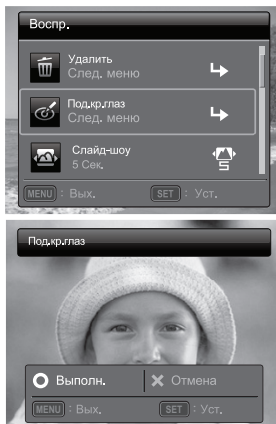 Воспр.
Удалить
След. меню
Под.кр.глаз
След. меню
Слайд-шоу
5 Сек.
5
MENU : Вых. SET : Уст.
Под.кр.глаз
Выполн. Отмена
MENU : Вых. SET : Уст.